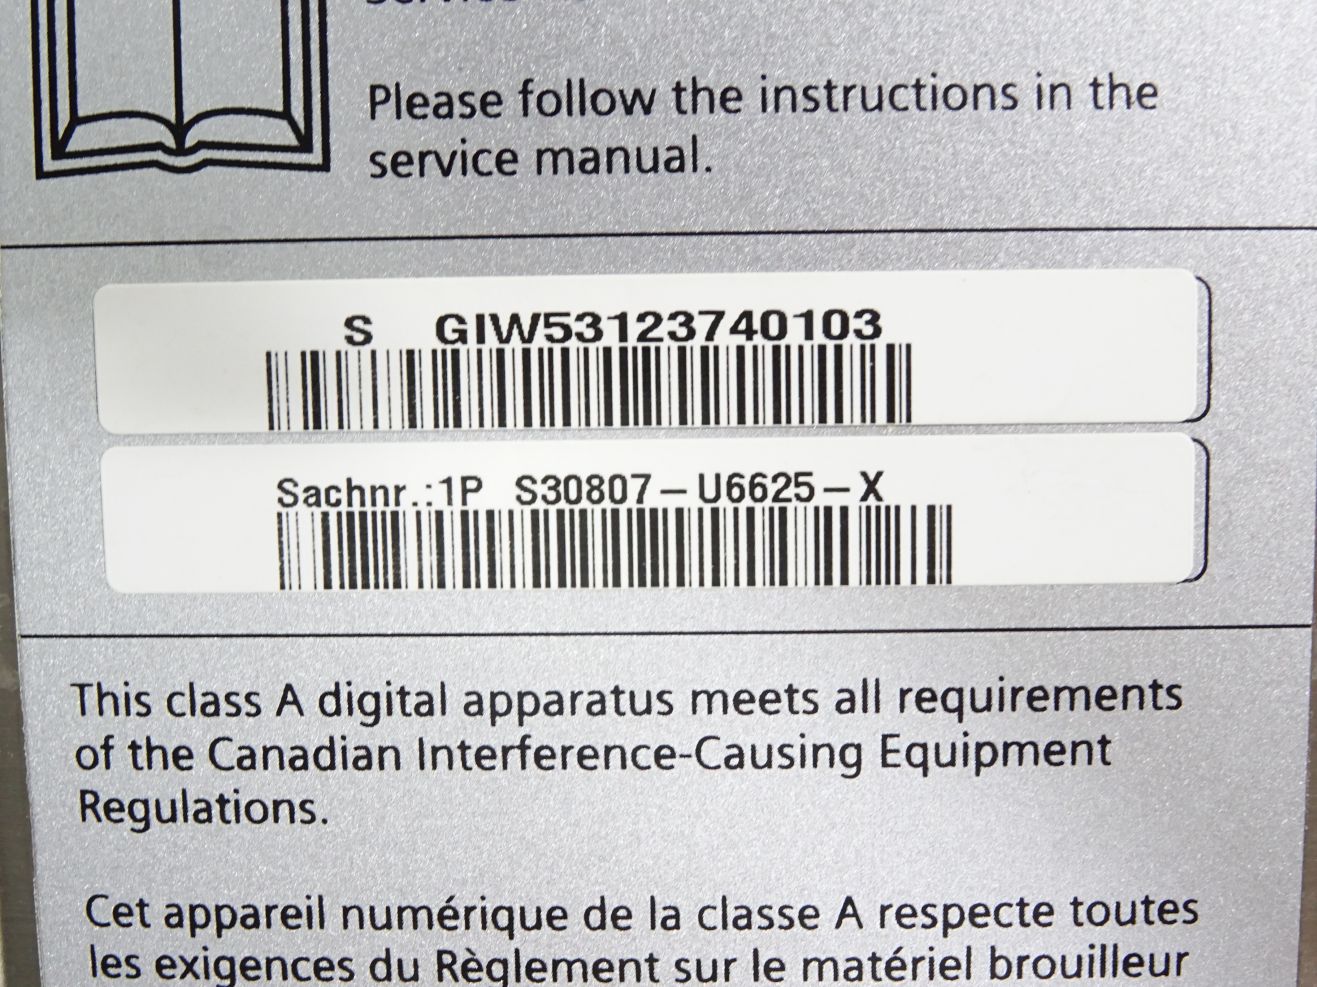 Please follow the instructions in the
service manual.
S GIW53123740103
Sachnr.:1P S30807–U6625–X
This class A digital apparatus meets all requirements
of the Canadian Interference-Causing Equipment
Regulations.
Cet appareil numérique de la classe A respecte toutes
les exigences du Règlement sur le matériel brouilleur